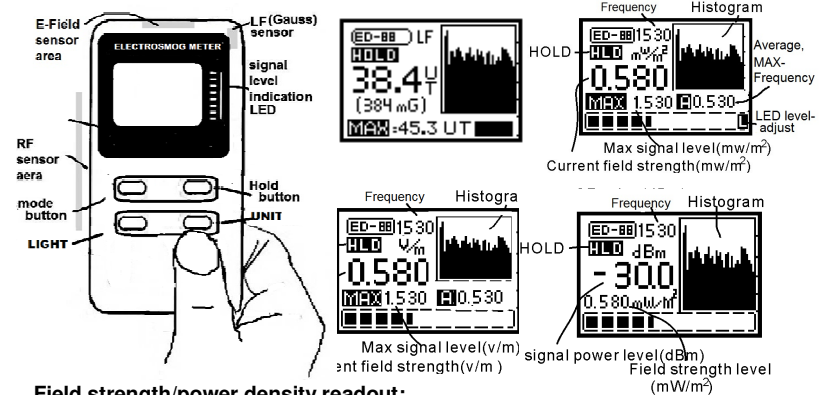 E-Field
sensor
area
LF(Gauss)
sensor
ELECTROSMOG METER
signal
level
indication
LED
RF
sensor
aera
mode
button
Hold
button
UNIT
LIGHT
ED-88 LF
HOLD
38.4 UT
(384 mG)
MAX:45.3 UT
Frequency
Histogram
HOLD
ED-88 1530
HLD mW/m²
0.580
MAX 1.530 A 0.530
Average,
MAX-
Frequency
LED level-
adjust
Max signal level(mw/m²)
Current field strength(mw/m²)
Frequency
Histogra
ED-88 1530
HLD V/m
0.580
MAX 1.530 A 0.530
Max signal level(v/m)
ent field strength(v/m )
Frequency
Histogram
HOLD
ED-88 1530
HLD dBm
-30.0
0.580mW/m²
signal power level(dBm)
Field strength level
(mW/m²)
Field strength/power density readout: